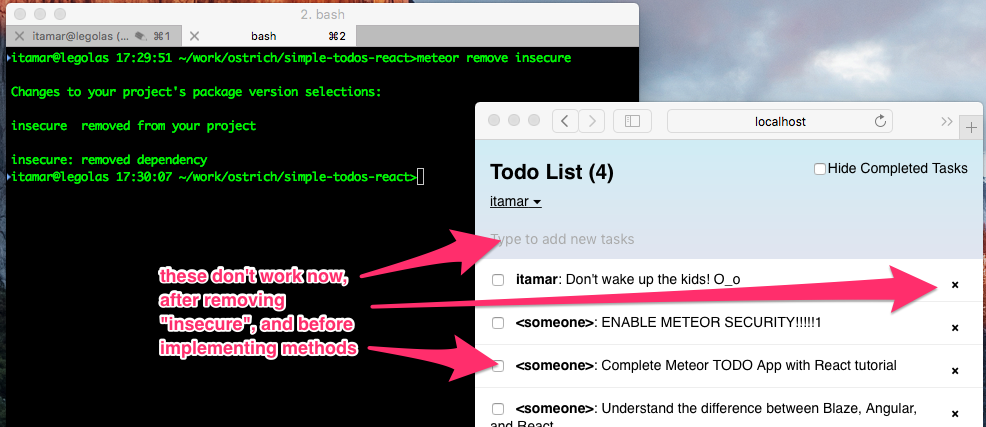 2. bash
itamar@legolas (... ⌘1
bash ⌘2
itamar@legolas 17:29:51 ~/work/ostrich/simple-todos-react>meteor remove insecure
Changes to your project's package version selections:
insecure  removed from your project
insecure: removed dependency
itamar@legolas 17:30:07 ~/work/ostrich/simple-todos-react>
localhost
Todo List (4)
Hide Completed Tasks
itamar
Type to add new tasks
these don't work now,
after removing
"insecure", and before
implementing methods
itamar: Don't wake up the kids! O_o
<someone>: ENABLE METEOR SECURITY!!!!!1
<someone>: Complete Meteor TODO App with React tutorial
<someone>: Understand the difference between Blaze, Angular,
and React